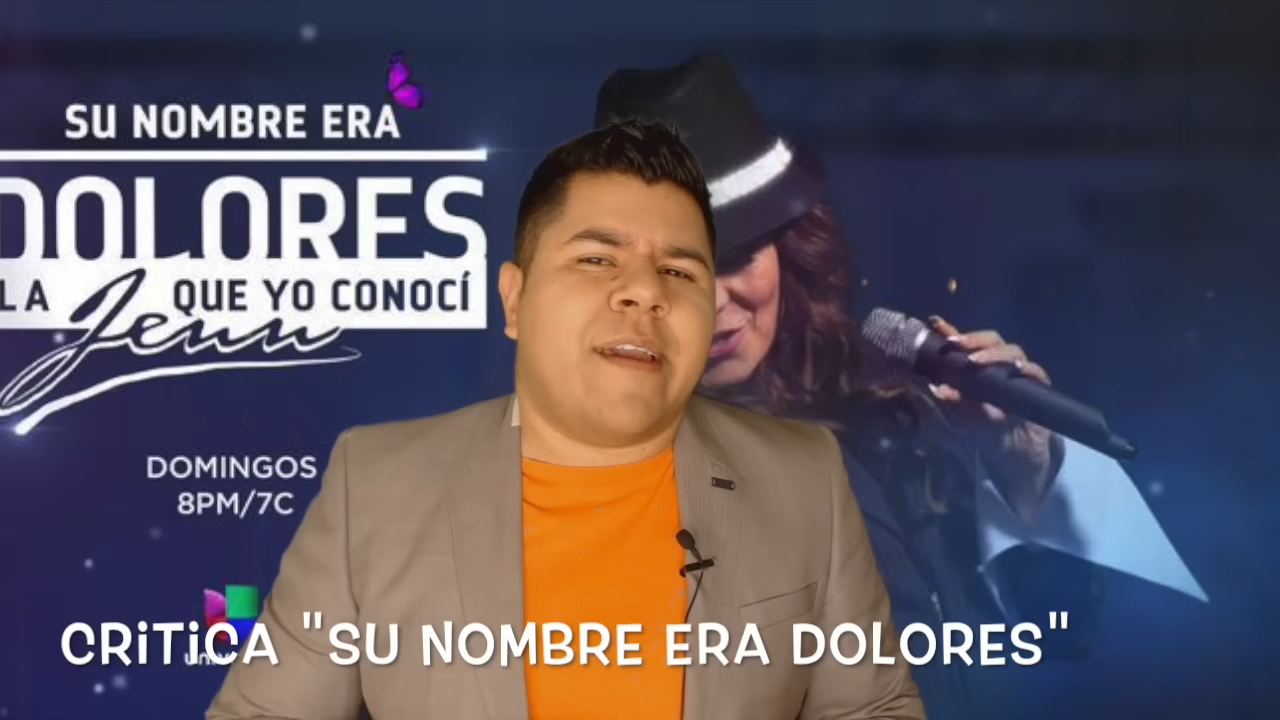 SU NOMBRE ERA
DOLORES
LA Jenn QUE YO CONOCÍ
DOMINGOS
8PM/7C
CRiTiCA "SU NOMBRE ERA DOLORES"